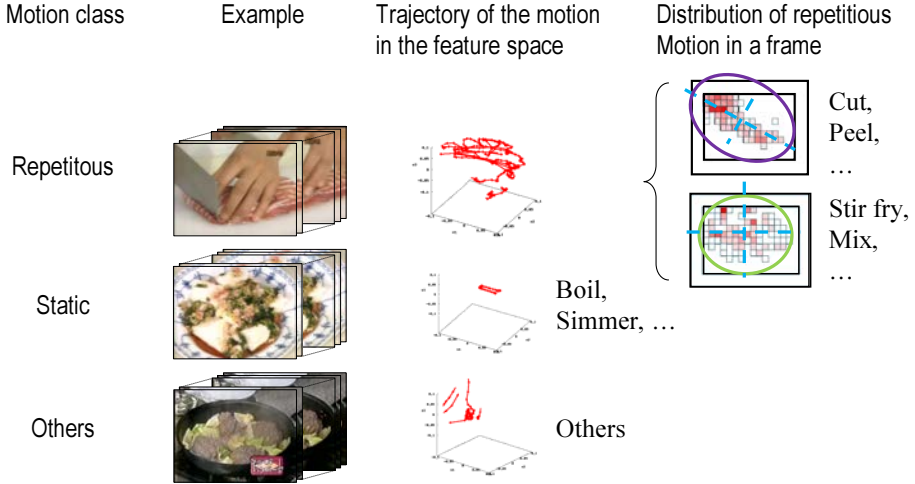 Motion class
Example
Trajectory of the motion
in the feature space
Distribution of repetitious
Motion in a frame
Repetitous
Cut,
Peel,
…
Stir fry,
Mix,
…
Static
Boil,
Simmer, …
Others
Others